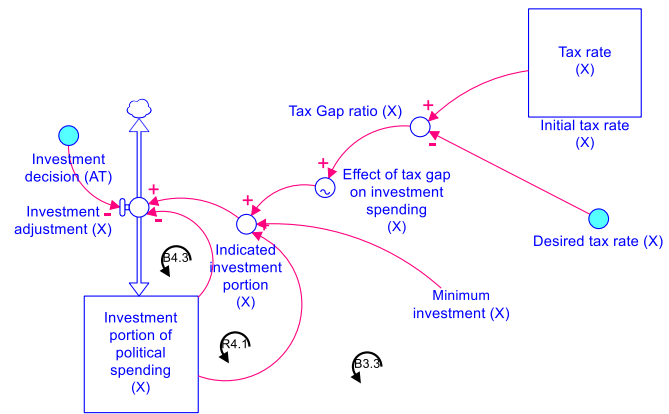 Tax rate
(X)
Initial tax rate
(X)
Tax Gap ratio (X)
+
-
+
Effect of tax gap
on investment
spending
(X)
Desired tax rate (X)
Investment
decision (AT)
Investment
adjustment (X)
-
+
-
+
+
Indicated
investment
portion
(X)
B4.3
Minimum
investment (X)
Investment
portion of
political
spending
(X)
R4.1
B3.3